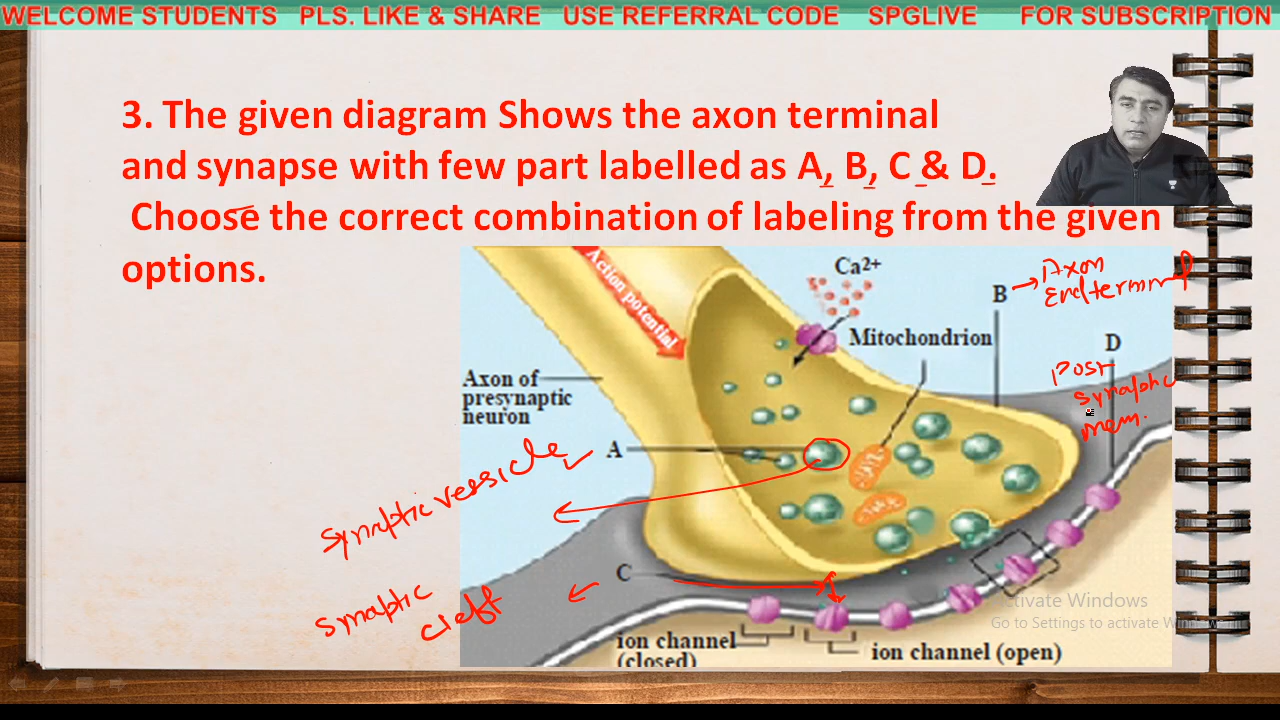 WELCOME STUDENTS PLS. LIKE & SHARE USE REFERRAL CODE SPGLIVE FOR SUBSCRIPTION
3. The given diagram Shows the axon terminal
and synapse with few part labelled as A, B, C & D.
Choose the correct combination of labeling from the given
options.
Action potential
Ca2+
B
Axon
End terminal
Mitochondrion
D
Post
synaptic
mem.
Axon of
presynaptic
neuron
A
synaptic vessicle
C
synaptic
cleft
Activate Windows
Go to Settings to activate Win
ion channel
(closed)
ion channel (open)